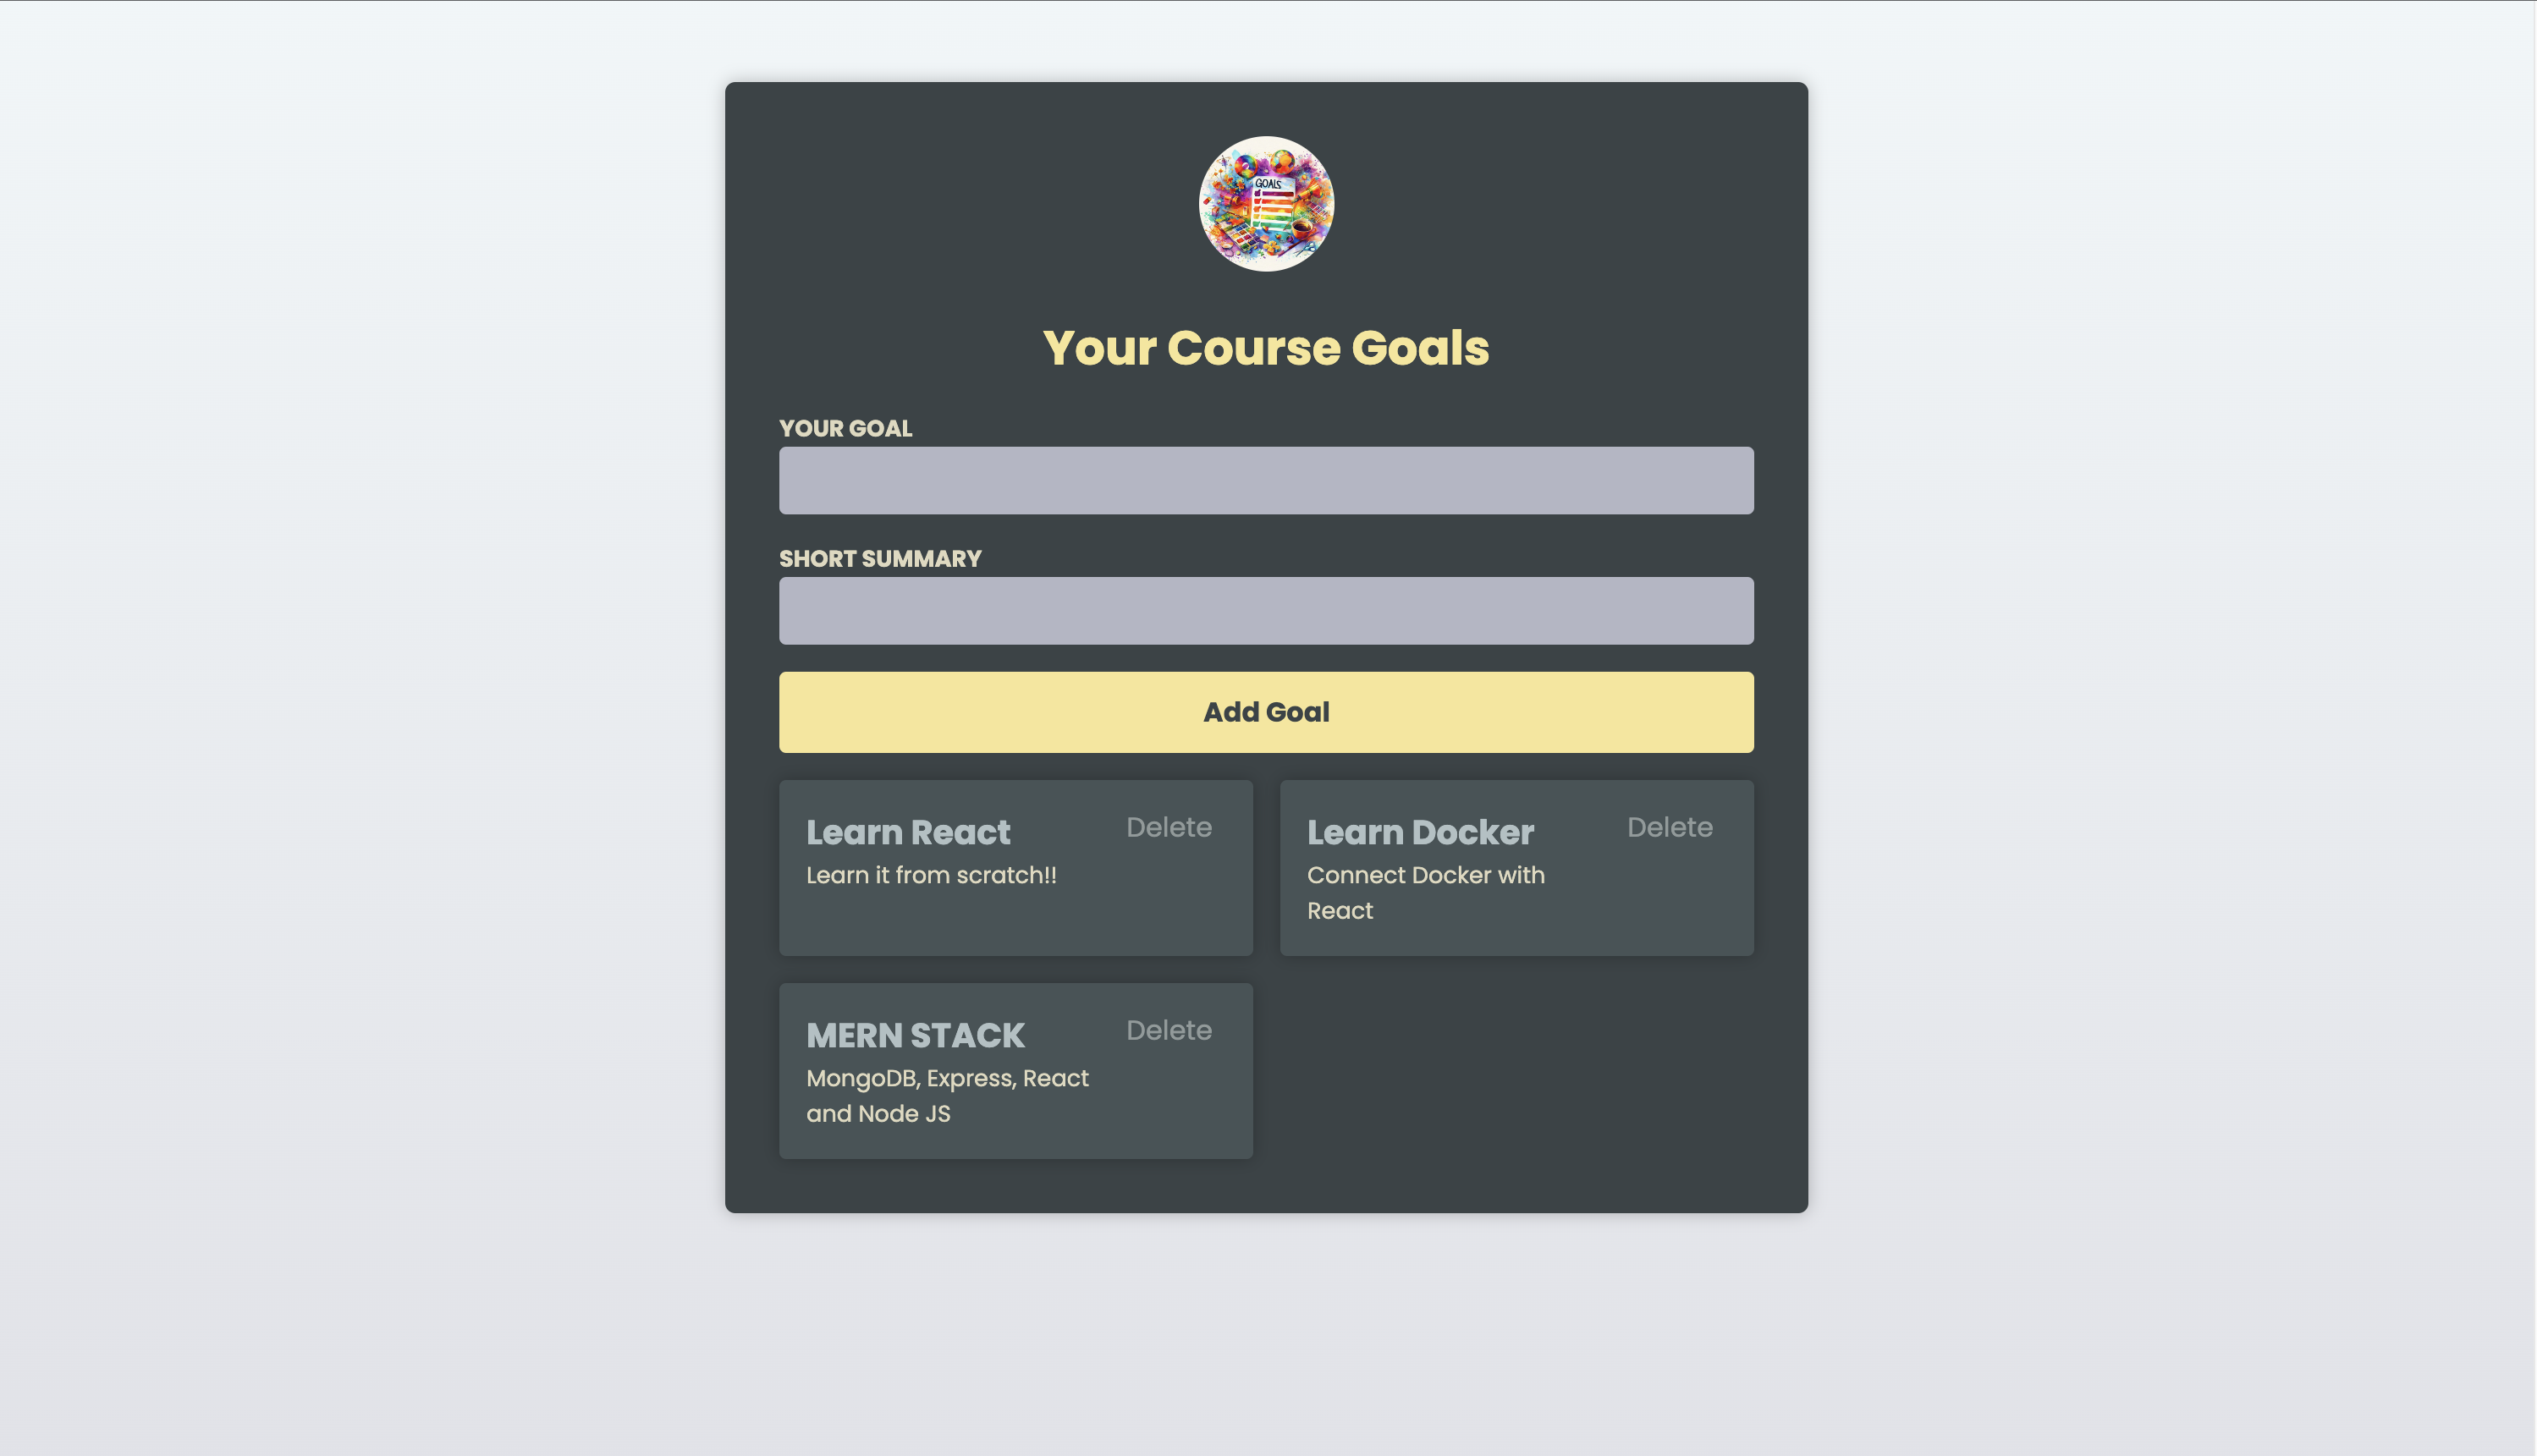 GOALS
Your Course Goals
YOUR GOAL
SHORT SUMMARY
Add Goal
Learn React
Delete
Learn it from scratch!!
Learn Docker
Delete
Connect Docker with
React
MERN STACK
Delete
MongoDB, Express, React
and Node JS